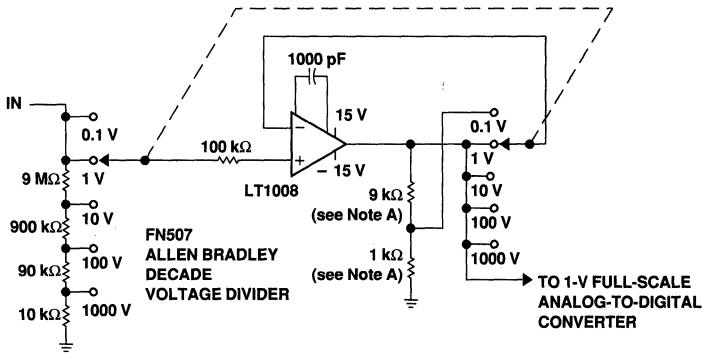 1000 pF
IN
0.1 V
15 V
0.1 V
100 kΩ
−
+
− 15 V
1 V
1 V
9 MΩ
LT1008
9 kΩ
(see Note A)
10 V
10 V
900 kΩ
FN507
ALLEN BRADLEY
DECADE
VOLTAGE DIVIDER
100 V
100 V
90 kΩ
1 kΩ
(see Note A)
1000 V
1000 V
10 kΩ
TO 1-V FULL-SCALE
ANALOG-TO-DIGITAL
CONVERTER